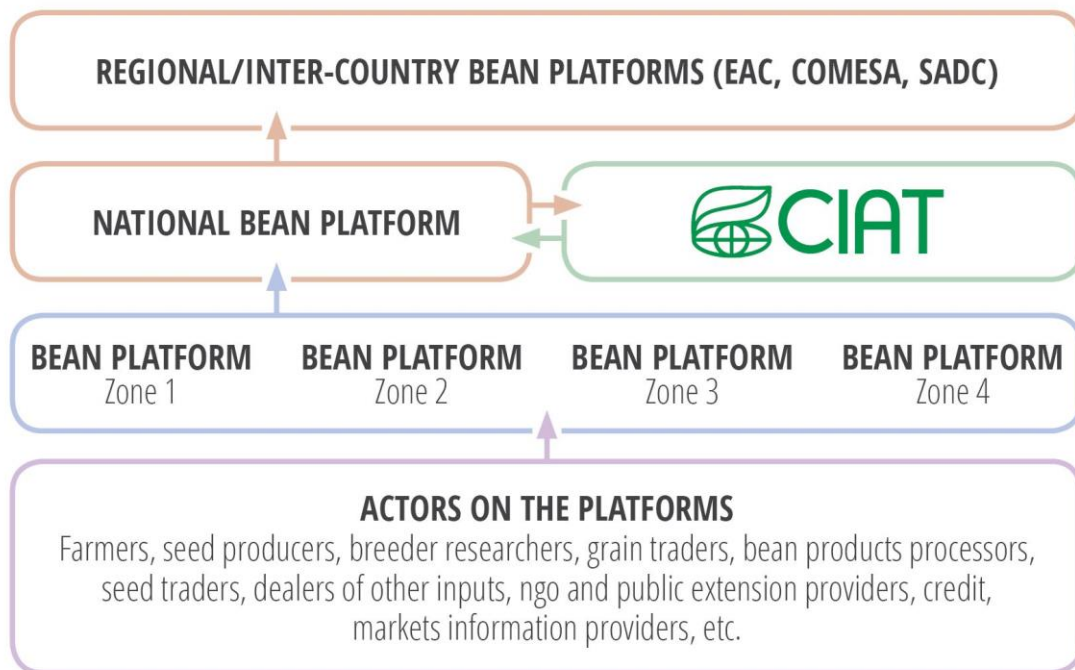 REGIONAL/INTER-COUNTRY BEAN PLATFORMS (EAC, COMESA, SADC)
NATIONAL BEAN PLATFORM
CIAT
BEAN PLATFORM
Zone 1
BEAN PLATFORM
Zone 2
BEAN PLATFORM
Zone 3
BEAN PLATFORM
Zone 4
ACTORS ON THE PLATFORMS
Farmers, seed producers, breeder researchers, grain traders, bean products processors,
seed traders, dealers of other inputs, ngo and public extension providers, credit,
markets information providers, etc.